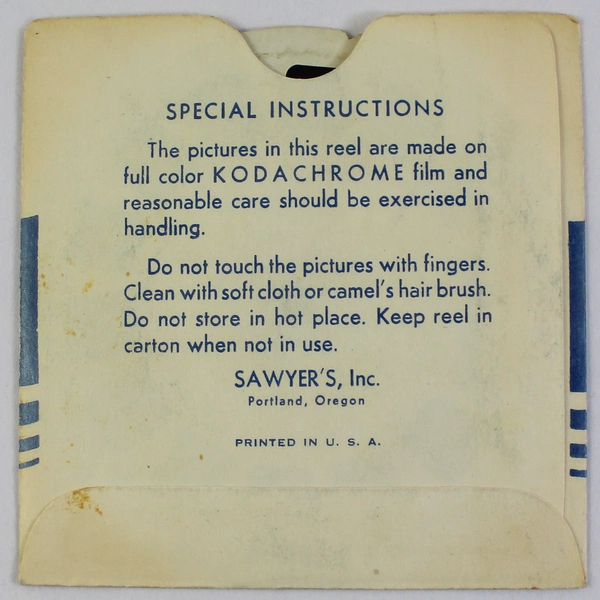 SPECIAL INSTRUCTIONS
The pictures in this reel are made on
full color KODACHROME film and
reasonable care should be exercised in
handling.
Do not touch the pictures with fingers.
Clean with soft cloth or camel's hair brush.
Do not store in hot place. Keep reel in
carton when not in use.
SAWYER'S, Inc.
Portland, Oregon
PRINTED IN U. S. A.